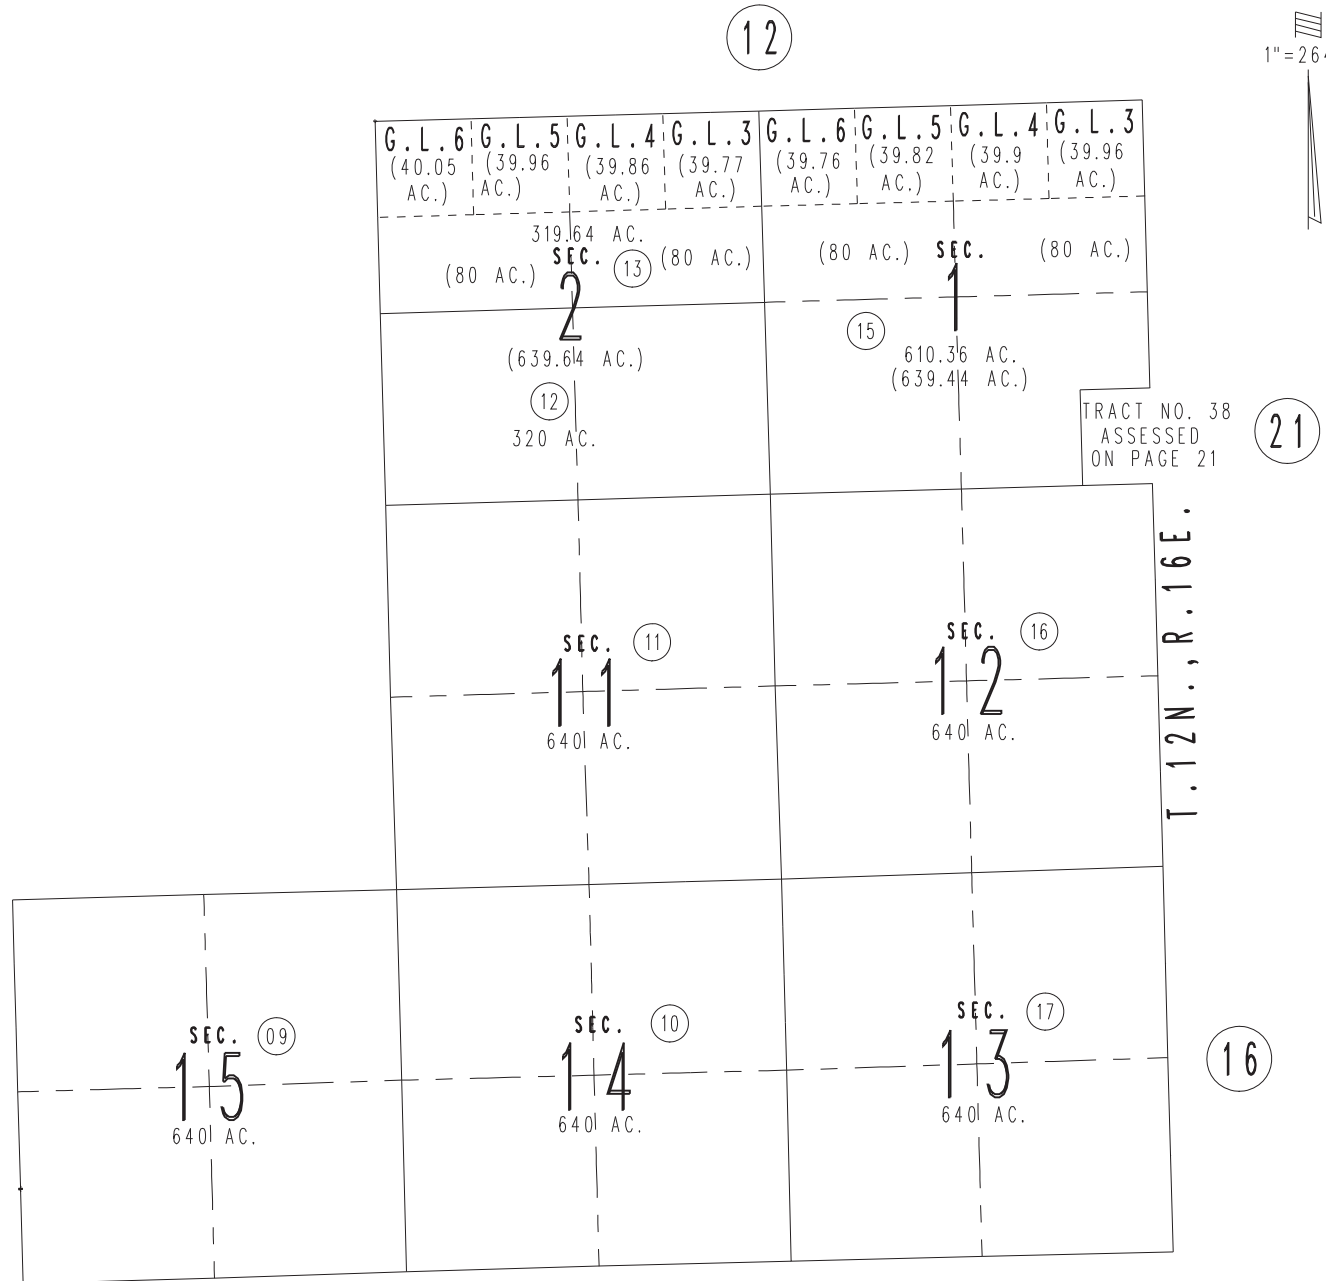 12
1"=264
G.L.6 G.L.5 G.L.4 G.L.3 G.L.6 G.L.5 G.L.4 G.L.3
(40.05 (39.96 (39.86 (39.77 (39.76 (39.82 (39.9 (39.96
AC.) AC.) AC.) AC.) AC.) AC.) AC.) AC.)
319.64 AC.
SEC. 13
(80 AC.) (80 AC.)
2
(639.64 AC.)
12
320 AC.
(80 AC.) SEC. (80 AC.)
1
15
610.36 AC.
(639.44 AC.)
TRACT NO. 38
ASSESSED
ON PAGE 21
21
T.12N.,R.16E.
SEC. 11
11
640 AC.
SEC. 16
12
640 AC.
SEC. 09
15
640 AC.
SEC. 10
14
640 AC.
SEC. 17
13
640 AC.
16